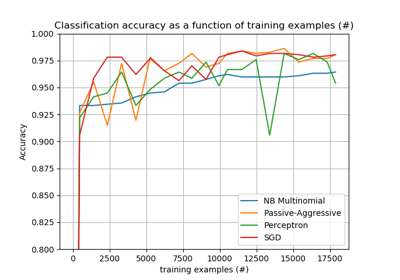 Classification accuracy as a function of training examples (#)
1.000
0.975
0.950
0.925
0.900
0.875
0.850
0.825
0.800
Accuracy
NB Multinomial
Passive-Aggressive
Perceptron
SGD
0 2500 5000 7500 10000 12500 15000 17500
training examples (#)